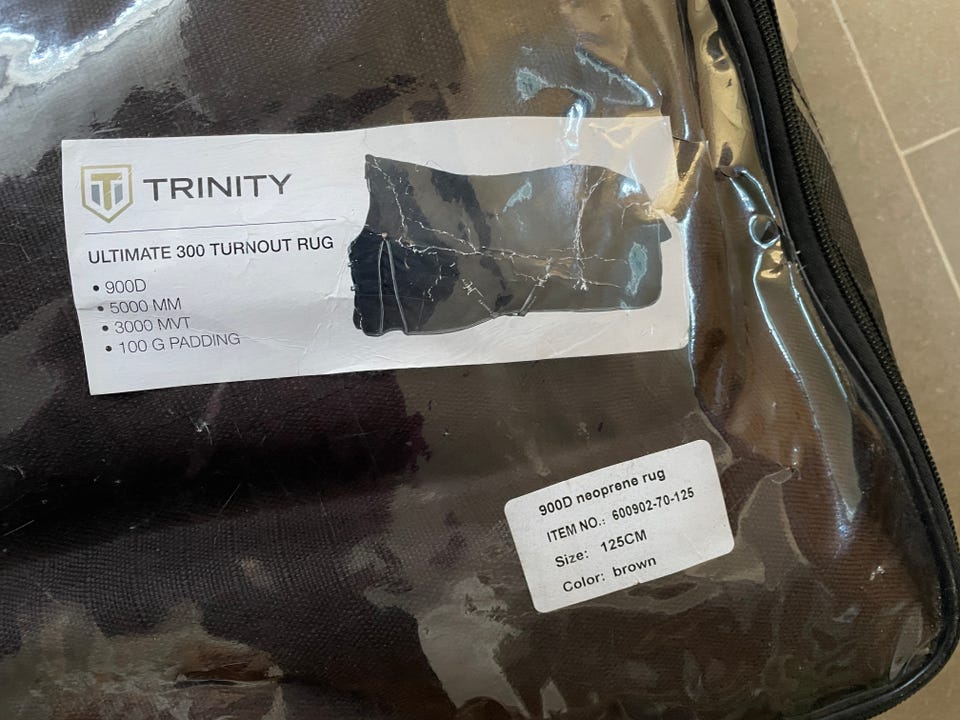 TRINITY
ULTIMATE 300 TURNOUT RUG
• 900D
• 5000 MM
• 3000 MVT
• 100 G PADDING
900D neoprene rug
ITEM NO.: 600902-70-125
Size: 125CM
Color: brown